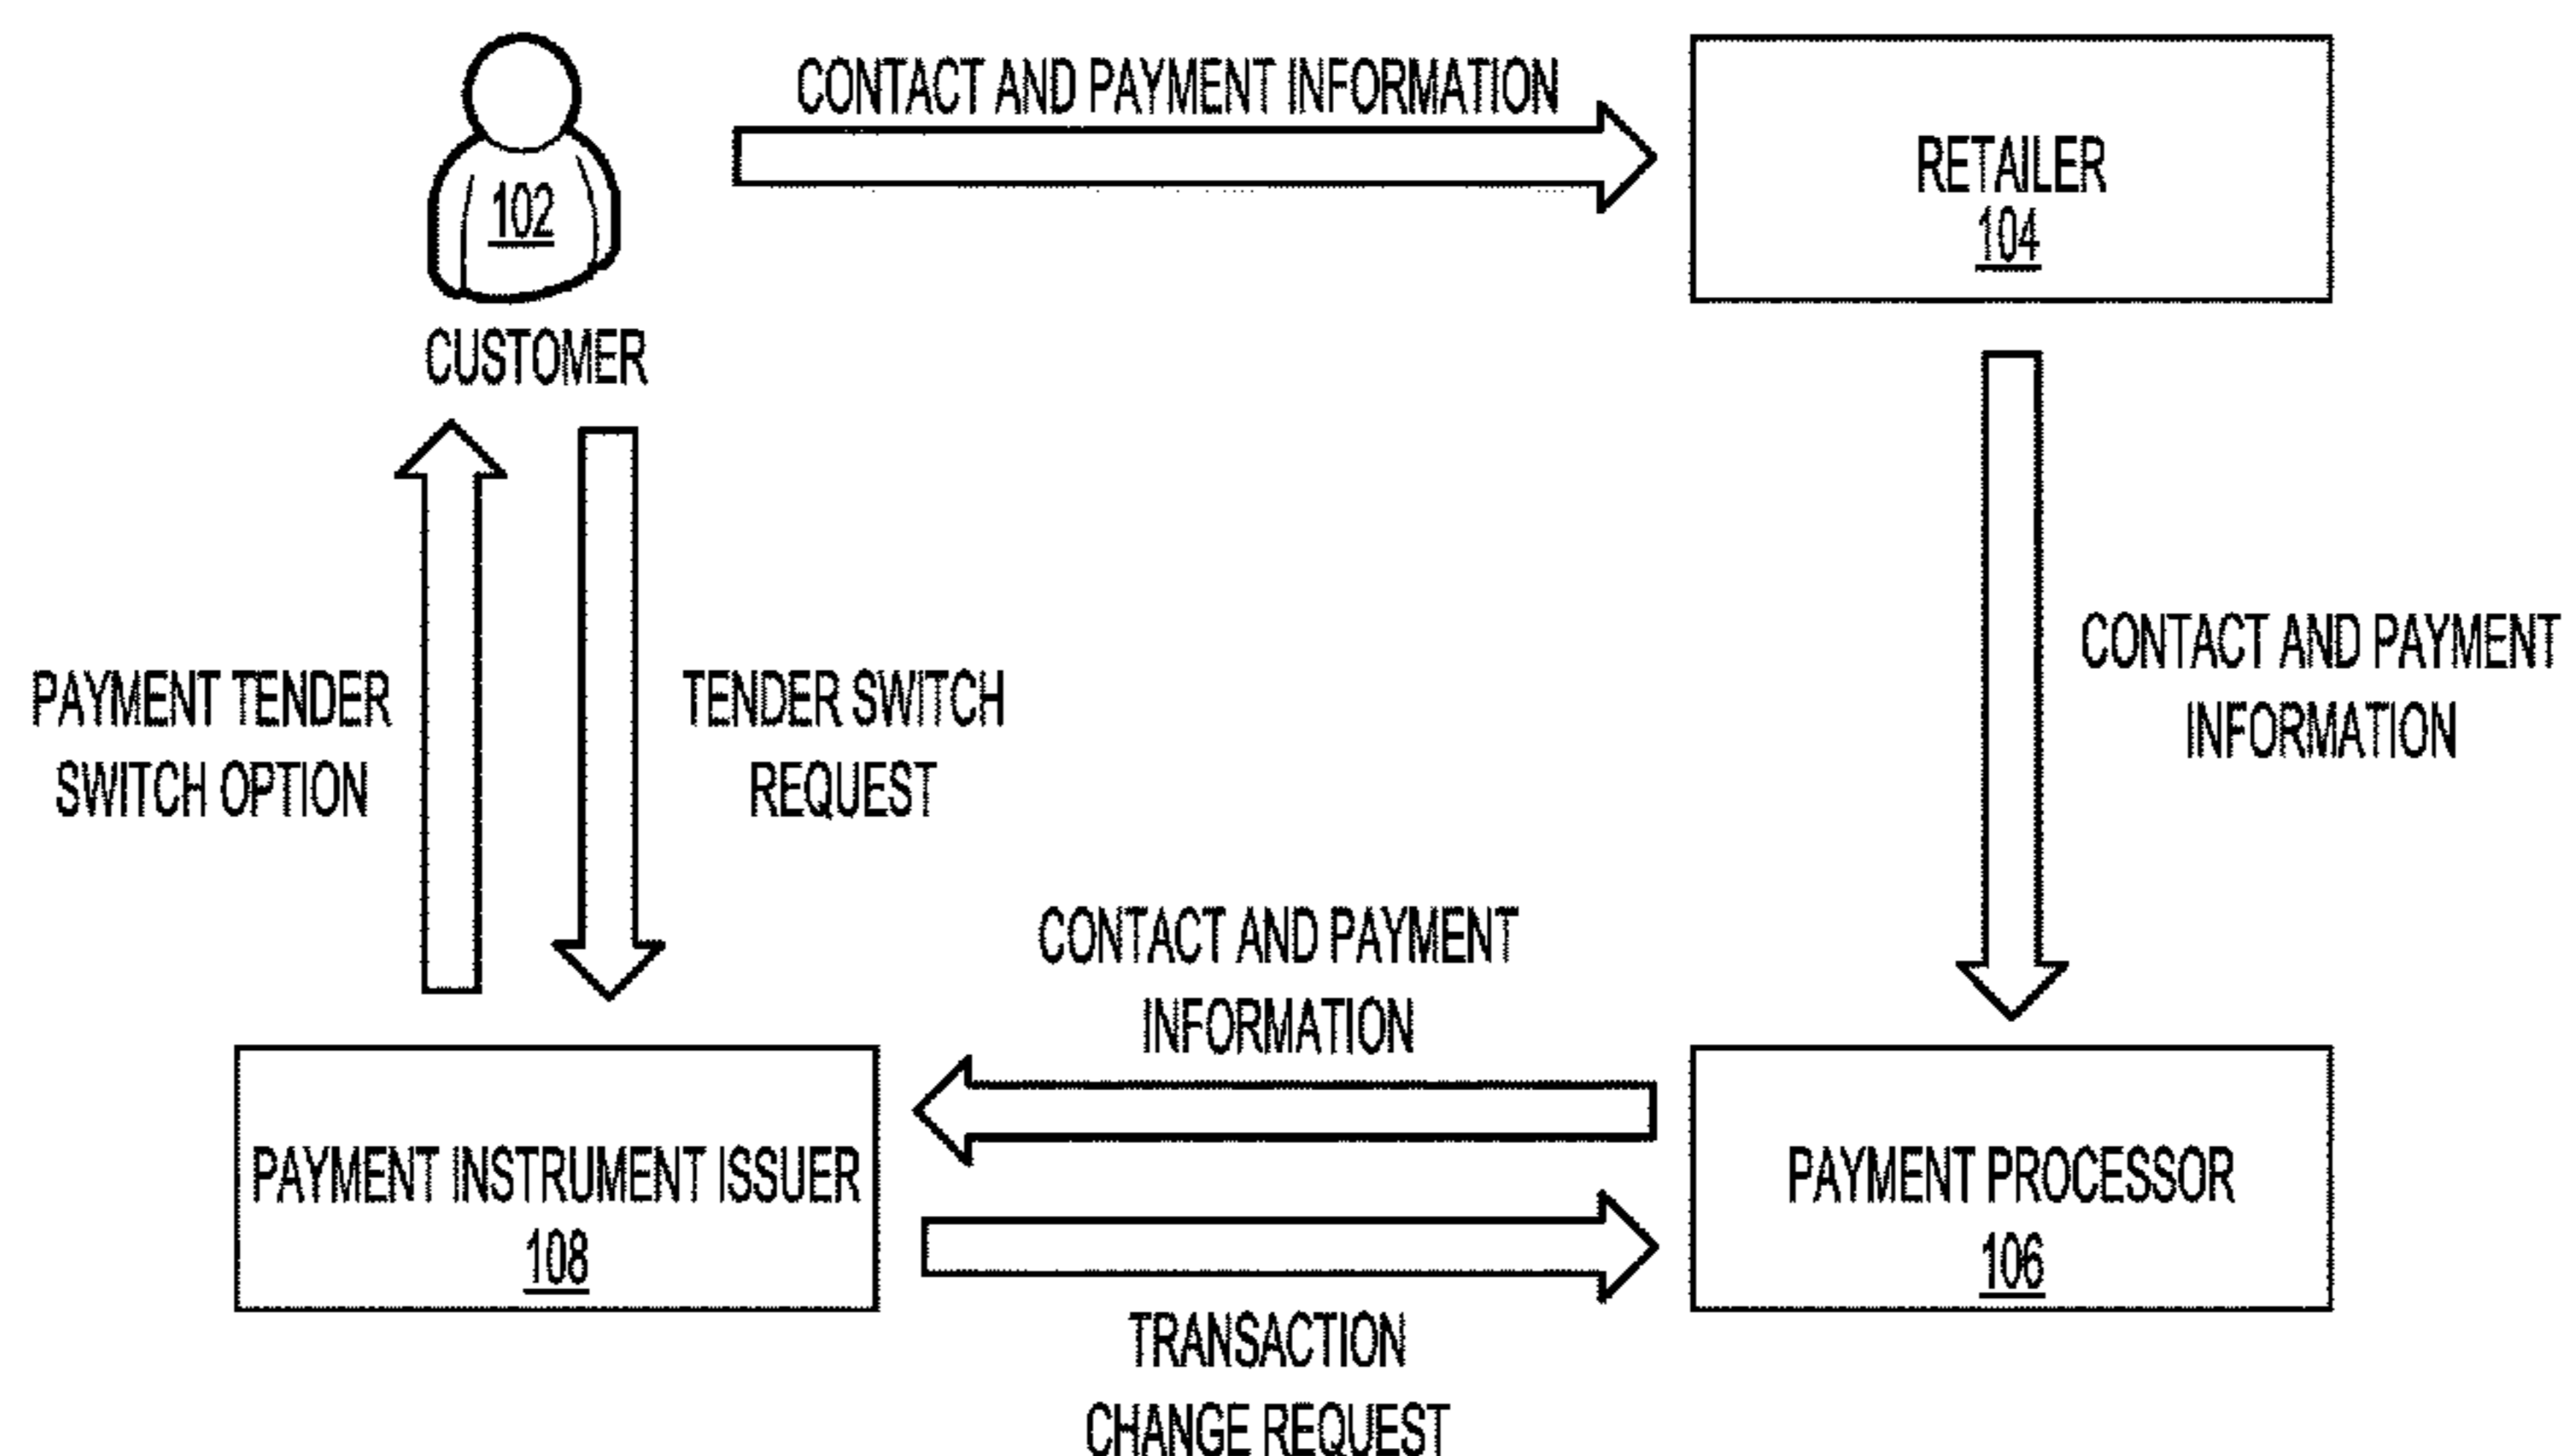 CONTACT AND PAYMENT INFORMATION
RETAILER
104
102
CUSTOMER
PAYMENT TENDER
SWITCH OPTION
TENDER SWITCH
REQUEST
CONTACT AND PAYMENT
INFORMATION
CONTACT AND PAYMENT
INFORMATION
PAYMENT INSTRUMENT ISSUER
108
PAYMENT PROCESSOR
106
TRANSACTION
CHANGE REQUEST